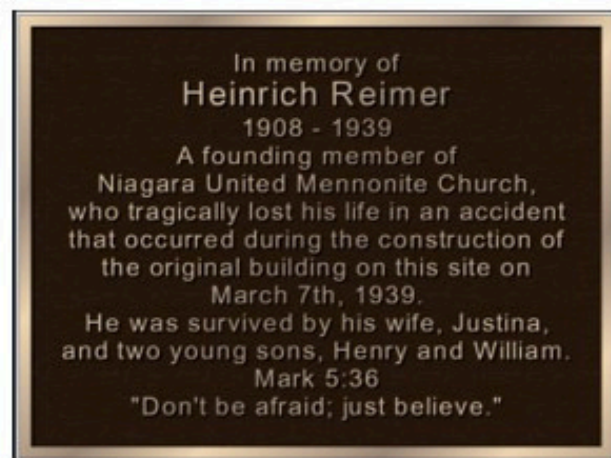 In memory of
Heinrich Reimer
1908 - 1939
A founding member of
Niagara United Mennonite Church,
who tragically lost his life in an accident
that occurred during the construction of
the original building on this site on
March 7th, 1939.
He was survived by his wife, Justina,
and two young sons, Henry and William.
Mark 5:36
"Don't be afraid; just believe."